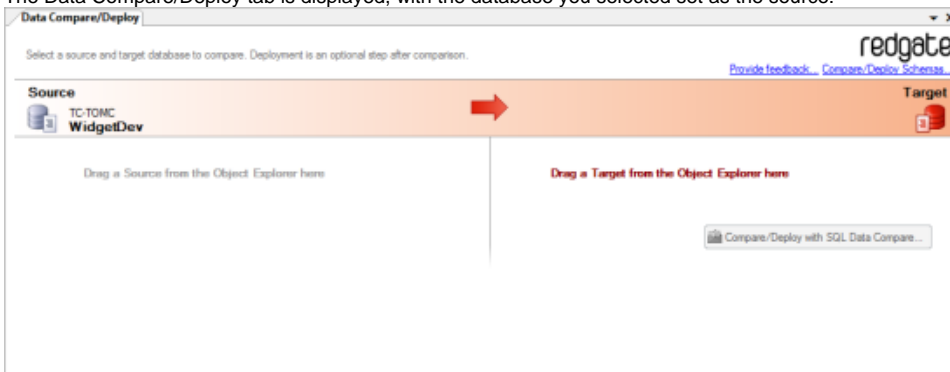 The Data Compare/Deploy tab is displayed, with the database you selected set as the source:
Data Compare/Deploy
Select a source and target database to compare. Deployment is an optional step after comparison.
redgate
Provide feedback... Compare/Deploy Schemas...
Source
Target
TC-TOMC
WidgetDev
Drag a Source from the Object Explorer here
Drag a Target from the Object Explorer here
Compare/Deploy with SQL Data Compare...